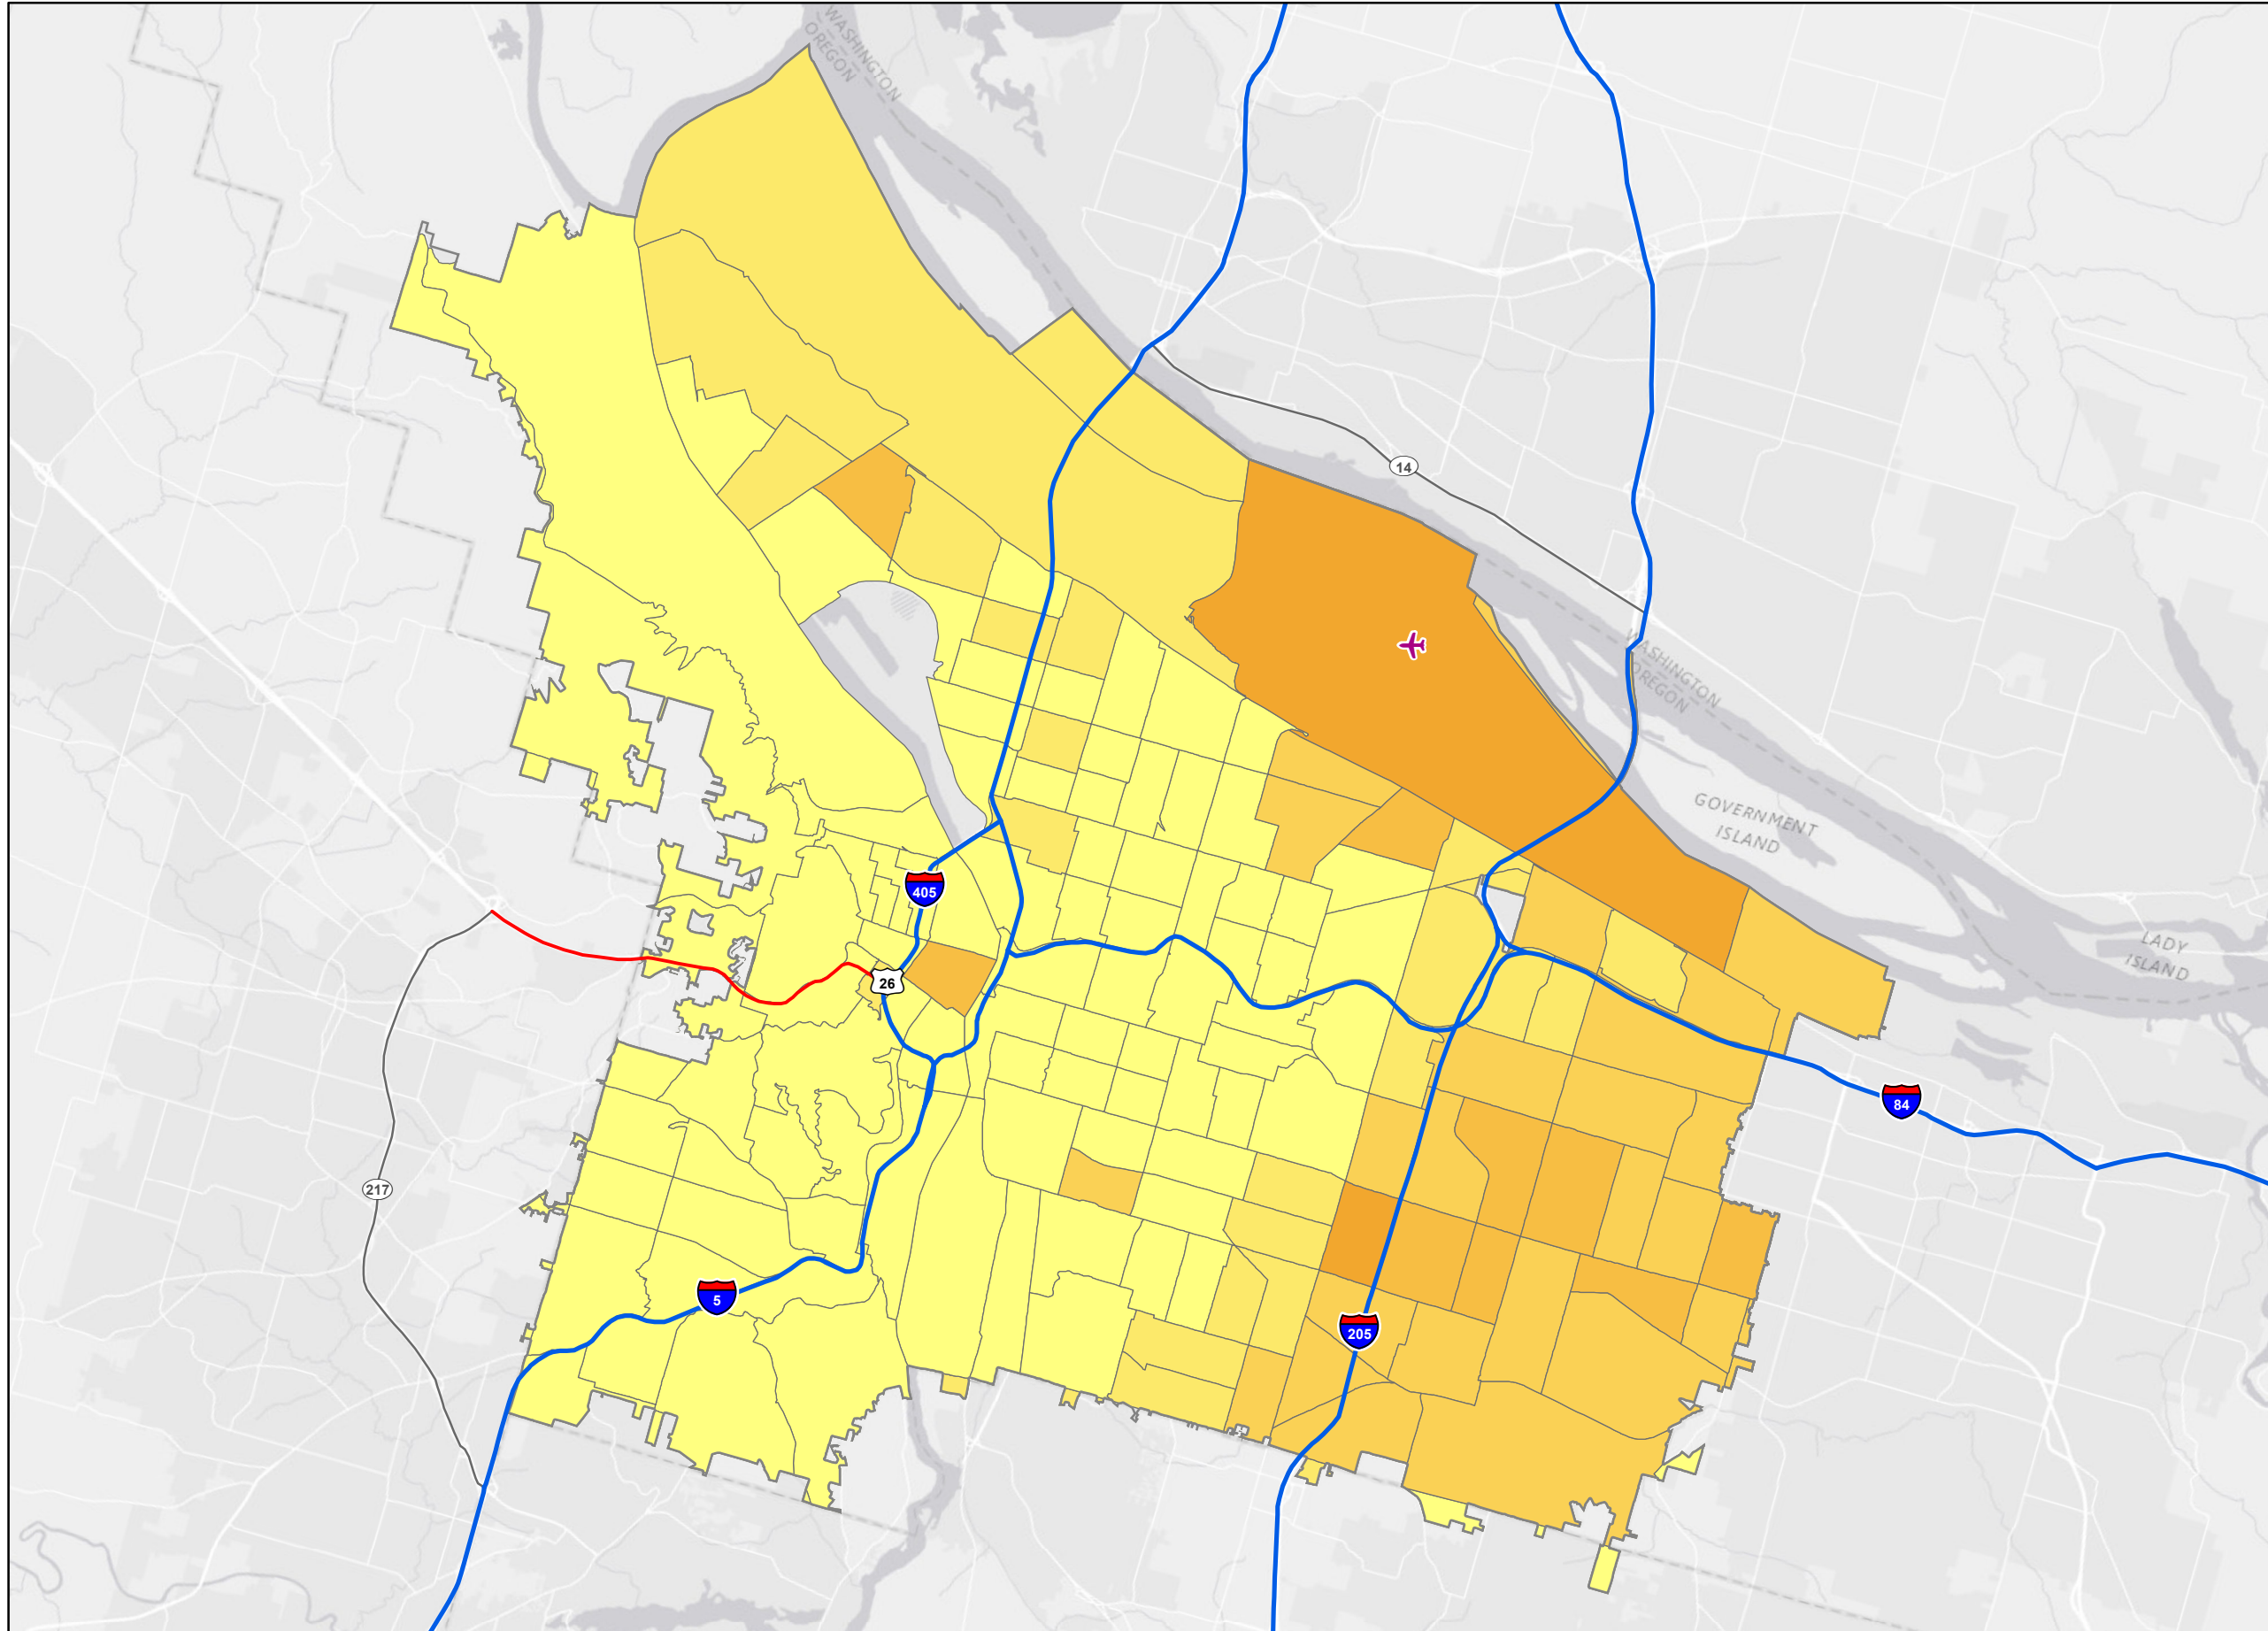 WASHINGTON
OREGON
14
WASHINGTON
OREGON
GOVERNMENT
ISLAND
405
LADY
ISLAND
26
84
217
5
205